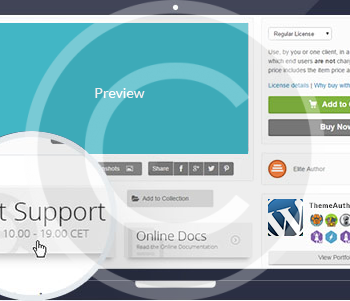 Regular License
Use, by you or one client, in a
which end users are not charg
price includes the item price a
License details | Why buy with
Add to
Buy Now
Preview
shots
Share
Elite Author
Add to Collection
t Support
10.00 - 19.00 CET
Online Docs
Read the Online Documentation
ThemeAuth
View Portfo